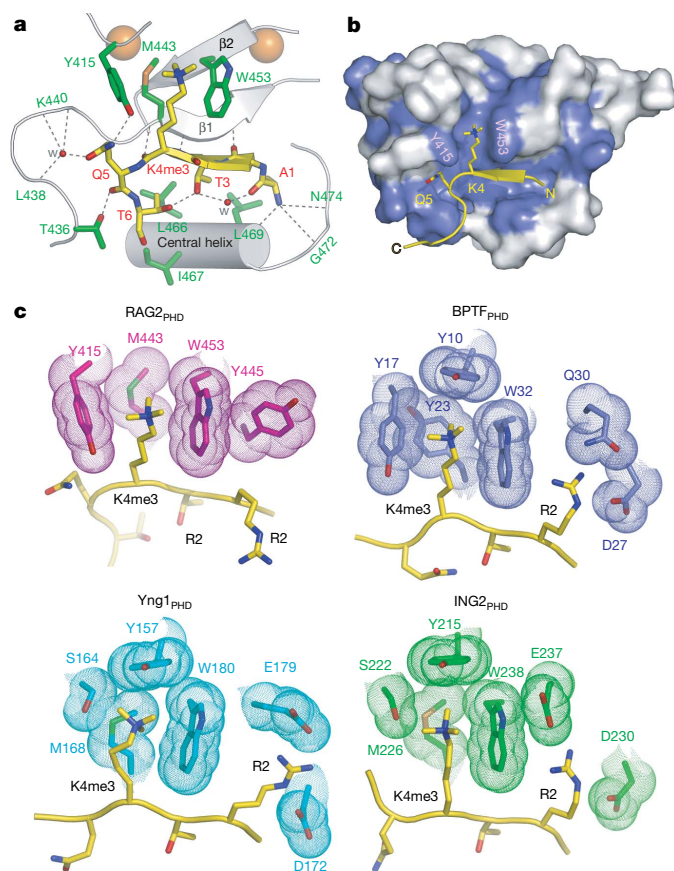 a
M443
β2
Y415
W453
K440
β1
W
Q5
K4me3
T3
A1
T6
N474
L438
L466
W
L469
T436
Central helix
G472
I467
b
Y415
W453
Q5
K4
N
C
c
RAG2PHD
Y415
M443
W453
Y445
K4me3
R2
R2
BPTFPHD
Y10
Y17
Q30
Y23
W32
K4me3
R2
D27
Yng1PHD
Y157
S164
W180
E179
M168
R2
K4me3
D172
ING2PHD
Y215
S222
W238
E237
M226
D230
K4me3
R2